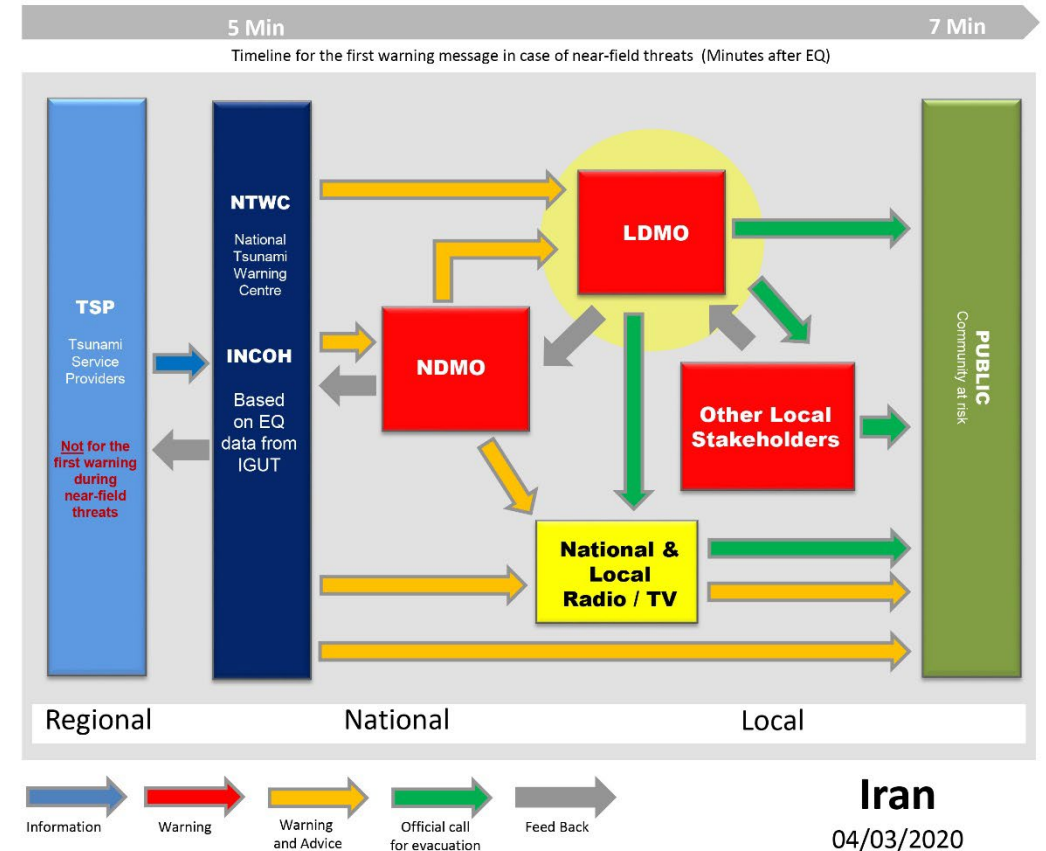 5 Min
7 Min
Timeline for the first warning message in case of near-field threats (Minutes after EQ)
TSP
Tsunami
Service
Providers
Not for the
first warning
during
near-field
threats
NTWC
National
Tsunami
Warning
Centre
INCOH
Based
on EQ
data from
IGUT
NDMO
LDMO
Other Local
Stakeholders
National &
Local
Radio / TV
PUBLIC
Community at risk
Regional
National
Local
Information
Warning
Warning
and Advice
Official call
for evacuation
Feed Back
Iran
04/03/2020